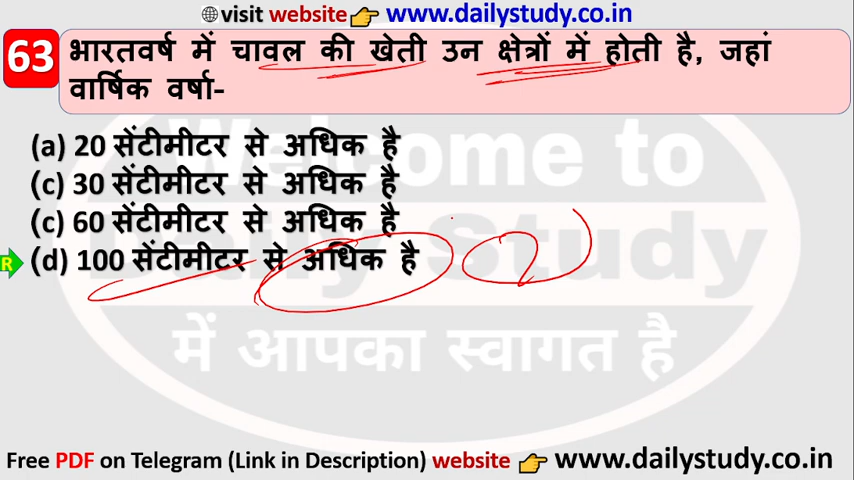 visit website 👉 www.dailystudy.co.in
63 भारतवर्ष में चावल की खेती उन क्षेत्रों में होती है, जहां
वार्षिक वर्षा-
(a) 20 सेंटीमीटर से अधिक है
(c) 30 सेंटीमीटर से अधिक है
(c) 60 सेंटीमीटर से अधिक है
R (d) 100 सेंटीमीटर से अधिक है
Welcome to
Daily Study
में आपका स्वागत है
Free PDF on Telegram (Link in Description) website 👉 www.dailystudy.co.in